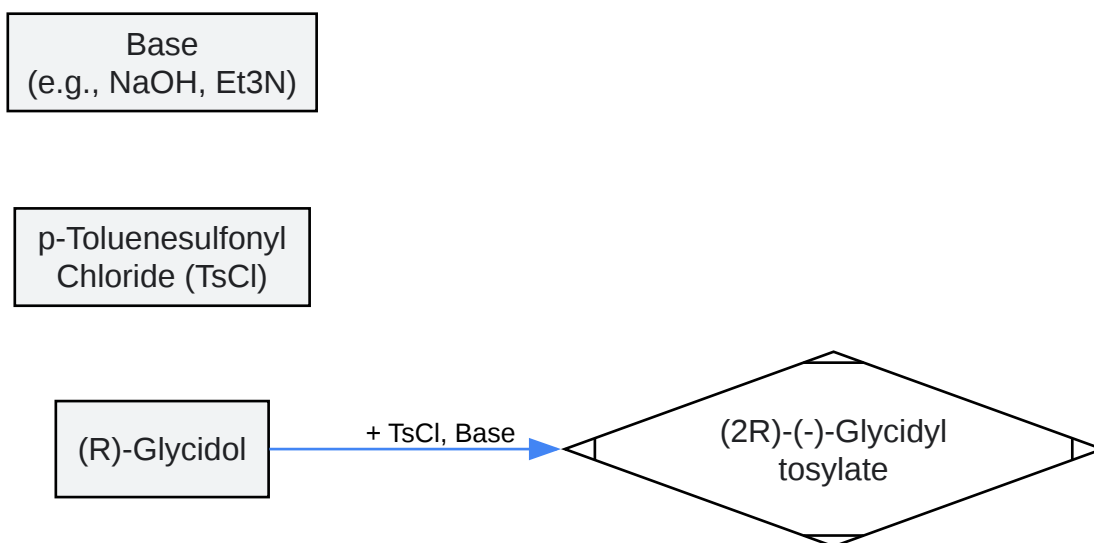 Base
(e.g., NaOH, Et3N)
p-Toluenesulfonyl
Chloride (TsCl)
(R)-Glycidol
+ TsCl, Base
(2R)-(-)-Glycidyl
tosylate